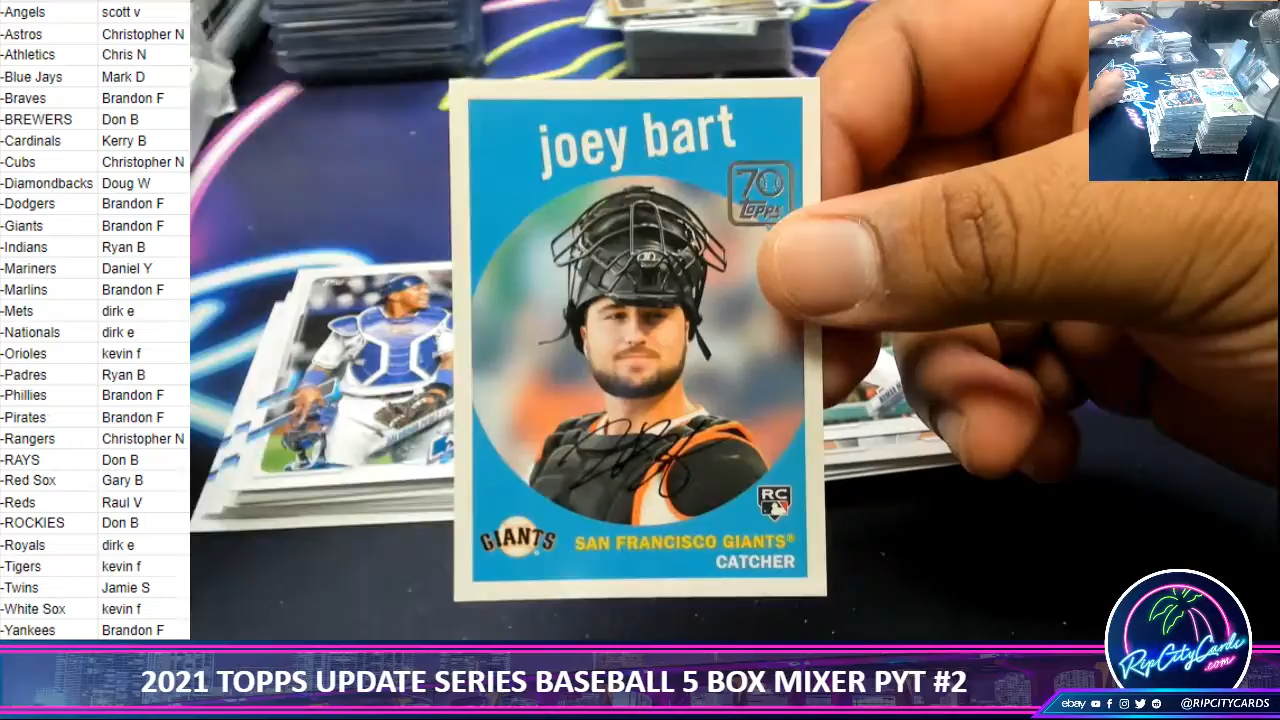 -Angels scott v
-Astros Christopher N
-Athletics Chris N
-Blue Jays Mark D
-Braves Brandon F
-BREWERS Don B
-Cardinals Kerry B
-Cubs Christopher N
-Diamondbacks Doug W
-Dodgers Brandon F
-Giants Brandon F
-Indians Ryan B
-Mariners Daniel Y
-Marlins Brandon F
-Mets dirk e
-Nationals dirk e
-Orioles kevin f
-Padres Ryan B
-Phillies Brandon F
-Pirates Brandon F
-Rangers Christopher N
-RAYS Don B
-Red Sox Gary B
-Reds Raul V
-ROCKIES Don B
-Royals dirk e
-Tigers kevin f
-Twins Jamie S
-White Sox kevin f
-Yankees Brandon F
joey bart
70
topps
RC
GIANTS
SAN FRANCISCO GIANTS®
CATCHER
RipCityCards
.com
2021 TOPPS UPDATE SERIES BASEBALL 5 BOX MIXER PYT #2
ebay @RIPCITYCARDS